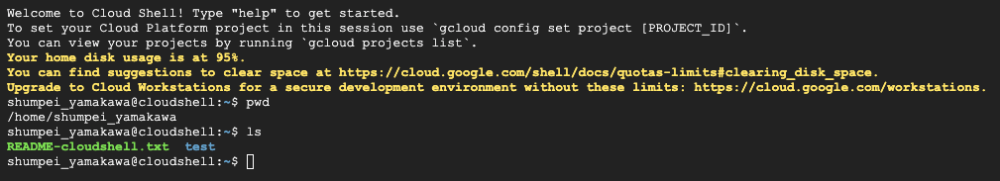 Welcome to Cloud Shell! Type "help" to get started.
To set your Cloud Platform project in this session use `gcloud config set project [PROJECT_ID]`.
You can view your projects by running `gcloud projects list`.
Your home disk usage is at 95%.
You can find suggestions to clear space at https://cloud.google.com/shell/docs/quotas-limits#clearing_disk_space.
Upgrade to Cloud Workstations for a secure development environment without these limits: https://cloud.google.com/workstations.
shumpei_yamakawa@cloudshell:~$ pwd
/home/shumpei_yamakawa
shumpei_yamakawa@cloudshell:~$ ls
README-cloudshell.txt  test
shumpei_yamakawa@cloudshell:~$